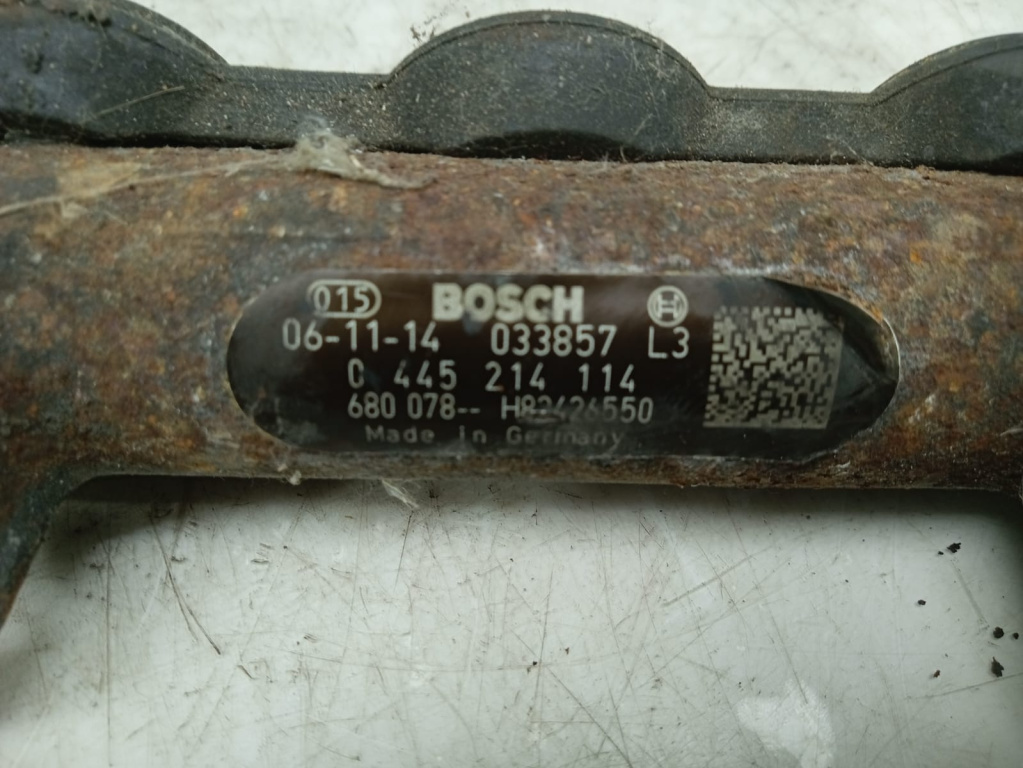 015 BOSCH H
06-11-14 033857 L3
0 445 214 114
680 078-- H82426550
Made in Germany